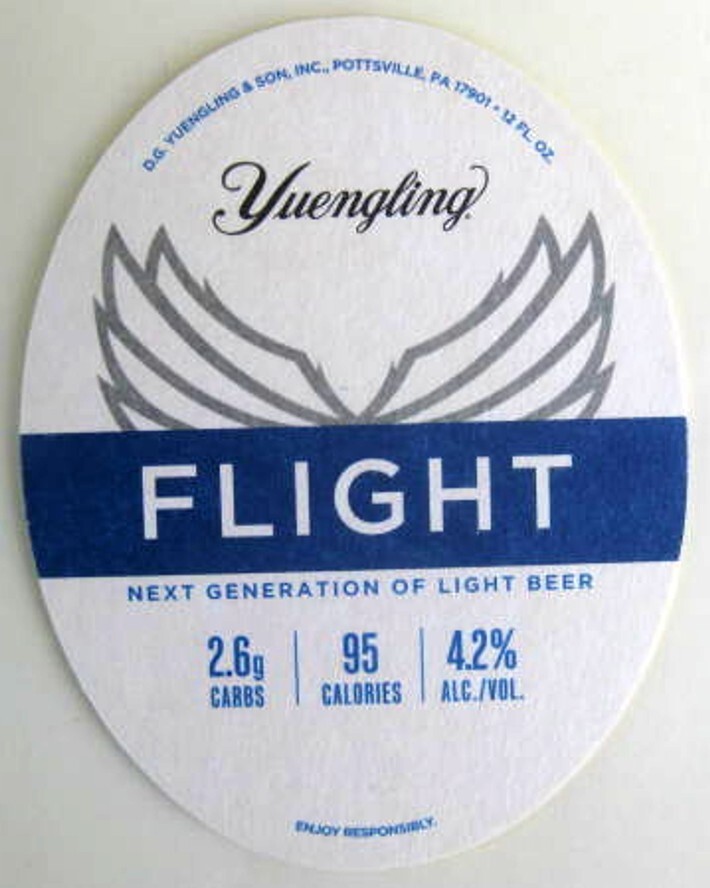 D.G. YUENGLING & SON, INC., POTTSVILLE, PA 17901 • 12 FL. OZ.
Yuengling
FLIGHT
NEXT GENERATION OF LIGHT BEER
2.6g 95 4.2%
CARBS CALORIES ALC./VOL.
ENJOY RESPONSIBLY.